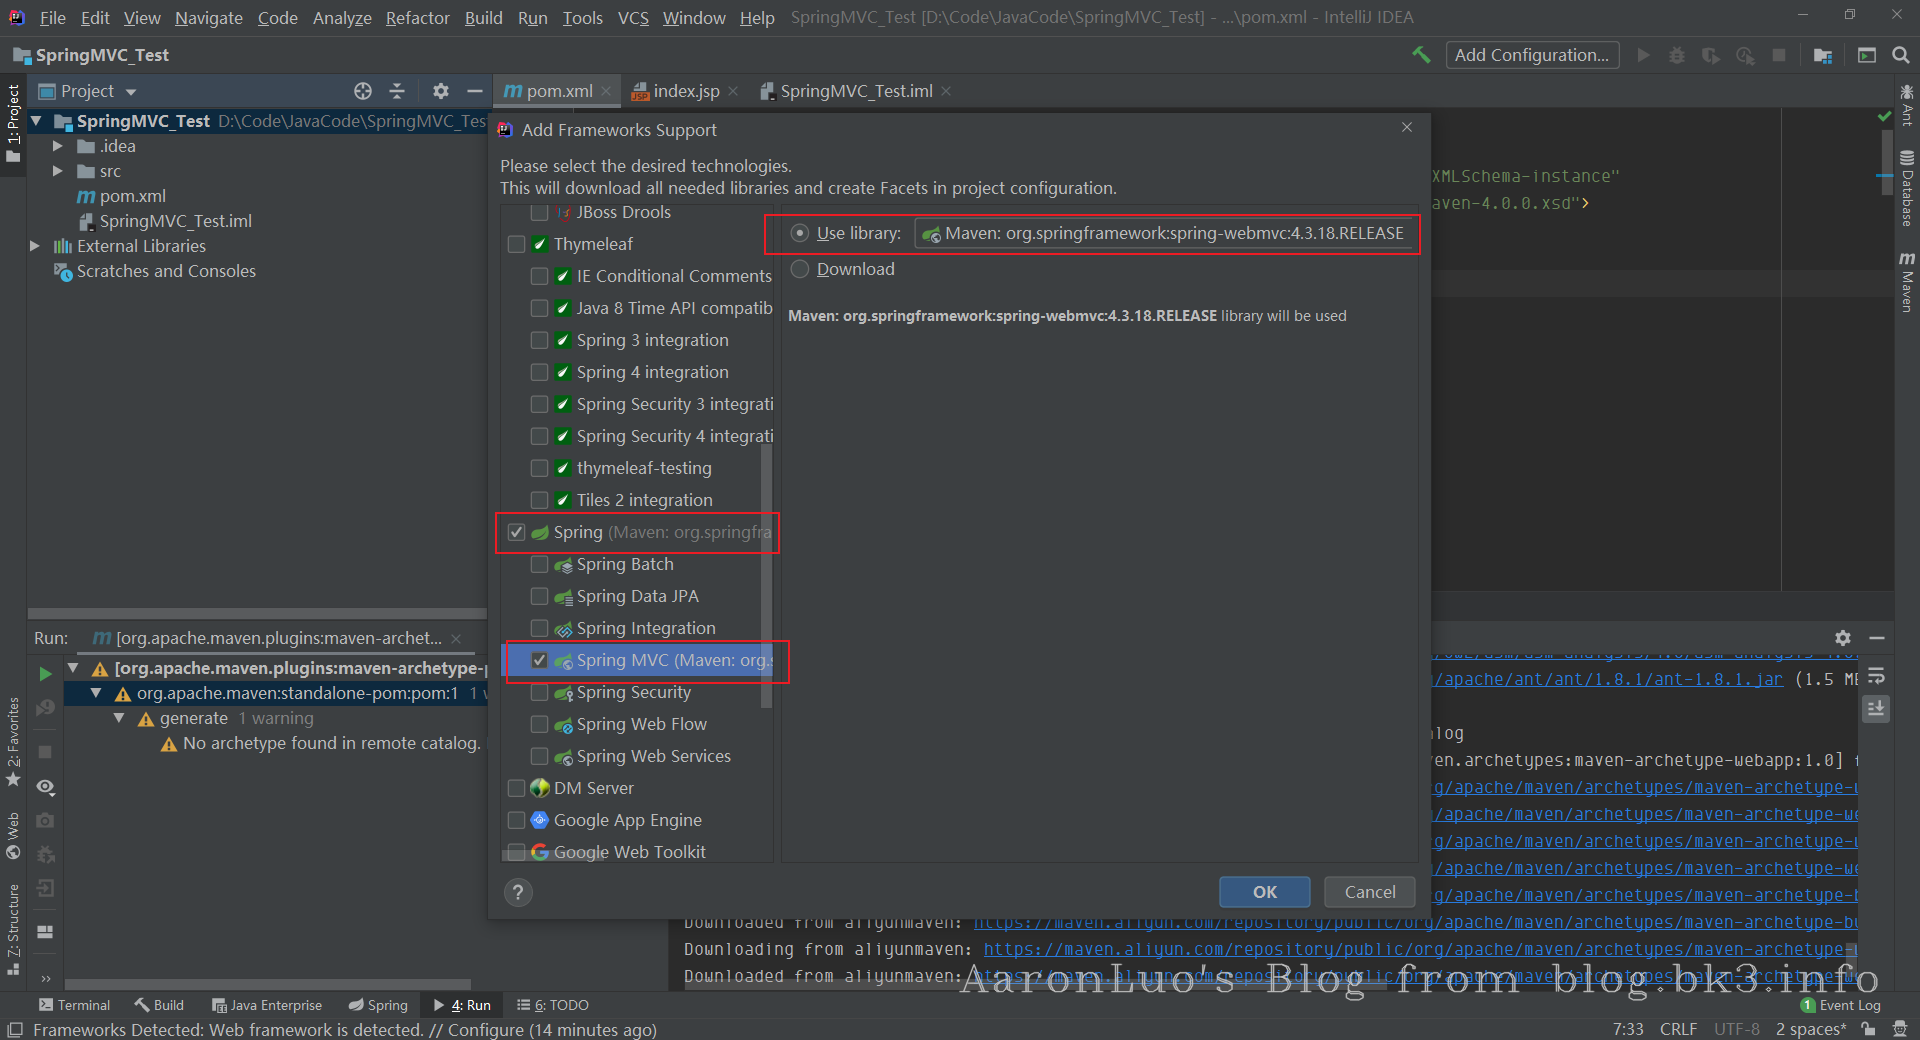 File Edit View Navigate Code Analyze Refactor Build Run Tools VCS Window Help SpringMVC_Test [D:\Code\JavaCode\SpringMVC_Test] - ...\pom.xml - IntelliJ IDEA
SpringMVC_Test
Add Configuration...
Project
pom.xml
index.jsp
SpringMVC_Test.iml
1: Project
SpringMVC_Test D:\Code\JavaCode\SpringMVC_Tes
.idea
src
pom.xml
SpringMVC_Test.iml
External Libraries
Scratches and Consoles
Add Frameworks Support
Please select the desired technologies.
This will download all needed libraries and create Facets in project configuration.
JBoss Drools
Thymeleaf
IE Conditional Comments
Java 8 Time API compatib
Spring 3 integration
Spring 4 integration
Spring Security 3 integrati
Spring Security 4 integrati
thymeleaf-testing
Tiles 2 integration
Spring (Maven: org.springfra
Spring Batch
Spring Data JPA
Spring Integration
Spring MVC (Maven: org.s
Spring Security
Spring Web Flow
Spring Web Services
DM Server
Google App Engine
Google Web Toolkit
Use library: Maven: org.springframework:spring-webmvc:4.3.18.RELEASE
Download
Maven: org.springframework:spring-webmvc:4.3.18.RELEASE library will be used
?
OK
Cancel
XMLSchema-instance"
aven-4.0.0.xsd">
Ant
Database
m
Maven
Run: [org.apache.maven.plugins:maven-archet...
[org.apache.maven.plugins:maven-archetype-p
org.apache.maven:standalone-pom:pom:1 1 w
generate 1 warning
No archetype found in remote catalog.
2: Favorites
Web
Z: Structure
g/apache/ant/ant/1.8.1/ant-1.8.1.jar (1.5 ME
log
ven.archetypes:maven-archetype-webapp:1.0] f
g/apache/maven/archetypes/maven-archetype-w
g/apache/maven/archetypes/maven-archetype-we
g/apache/maven/archetypes/maven-archetype-w
g/apache/maven/archetypes/maven-archetype-we
g/apache/maven/archetypes/maven-archetype-b
Downloaded from aliyunmaven: https://maven.aliyun.com/repository/public/org/apache/maven/archetypes/maven-archetype-bu
Downloading from aliyunmaven: https://maven.aliyun.com/repository/public/org/apache/maven/archetypes/maven-archetype-
Downloaded from aliyunmaven: https://maven.aliyun.com/repository/public/org/apache/maven/archetypes/maven-archetype-
AaronLuo's Blog from blog.bk3.info
Terminal Build Java Enterprise Spring 4: Run 6: TODO
1 Event Log
Frameworks Detected: Web framework is detected. // Configure (14 minutes ago)
7:33 CRLF UTF-8 2 spaces*